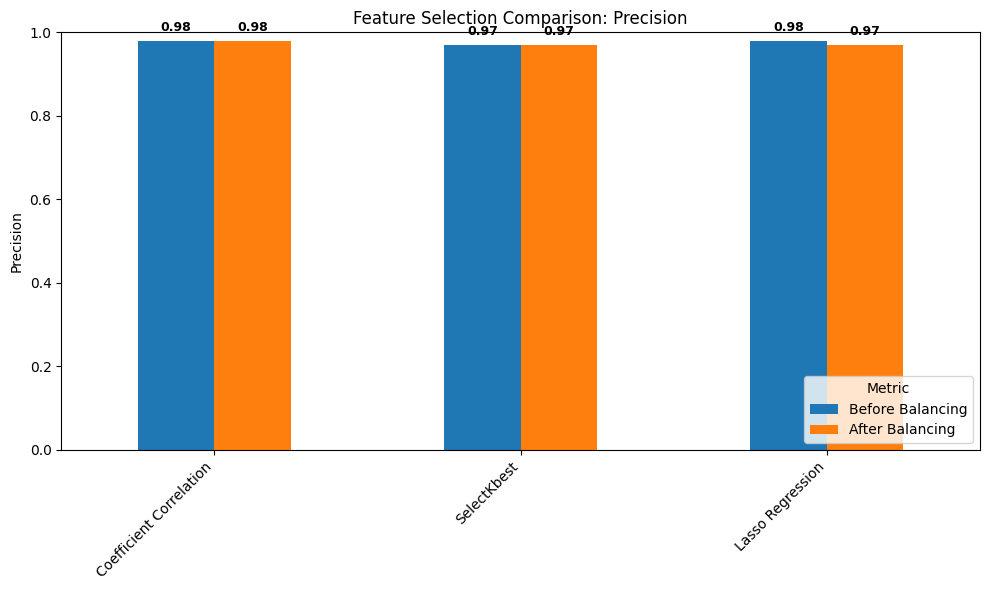 Feature Selection Comparison: Precision
0.98 0.98 0.97 0.97 0.98 0.97
1.0
0.8
0.6
0.4
0.2
0.0
Precision
Metric
Before Balancing
After Balancing
Coefficient Correlation
SelectKbest
Lasso Regression